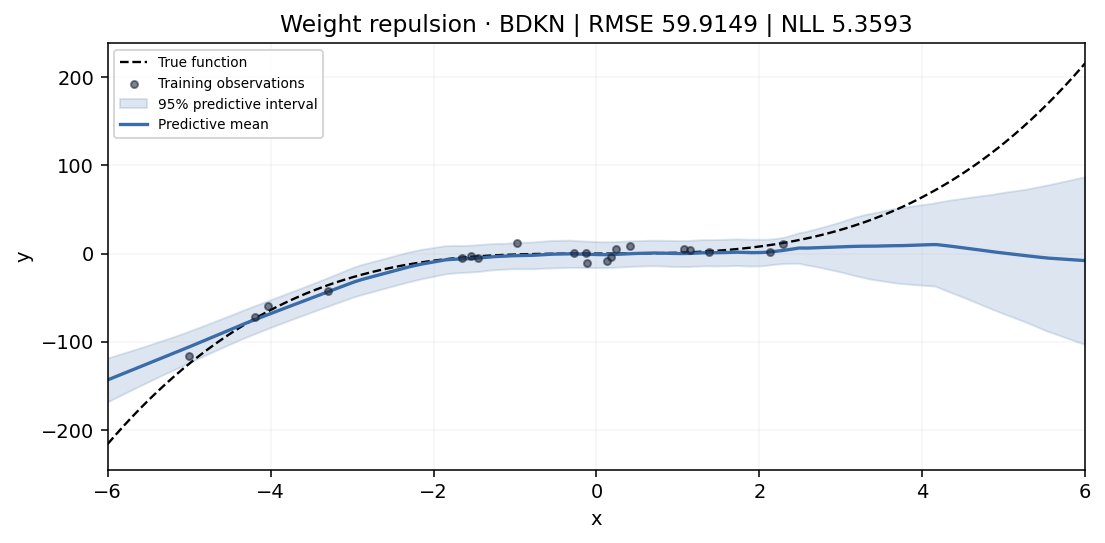 Weight repulsion · BDKN | RMSE 59.9149 | NLL 5.3593
True function
Training observations
95% predictive interval
Predictive mean
200
100
0
−100
−200
y
−6 −4 −2 0 2 4 6
x